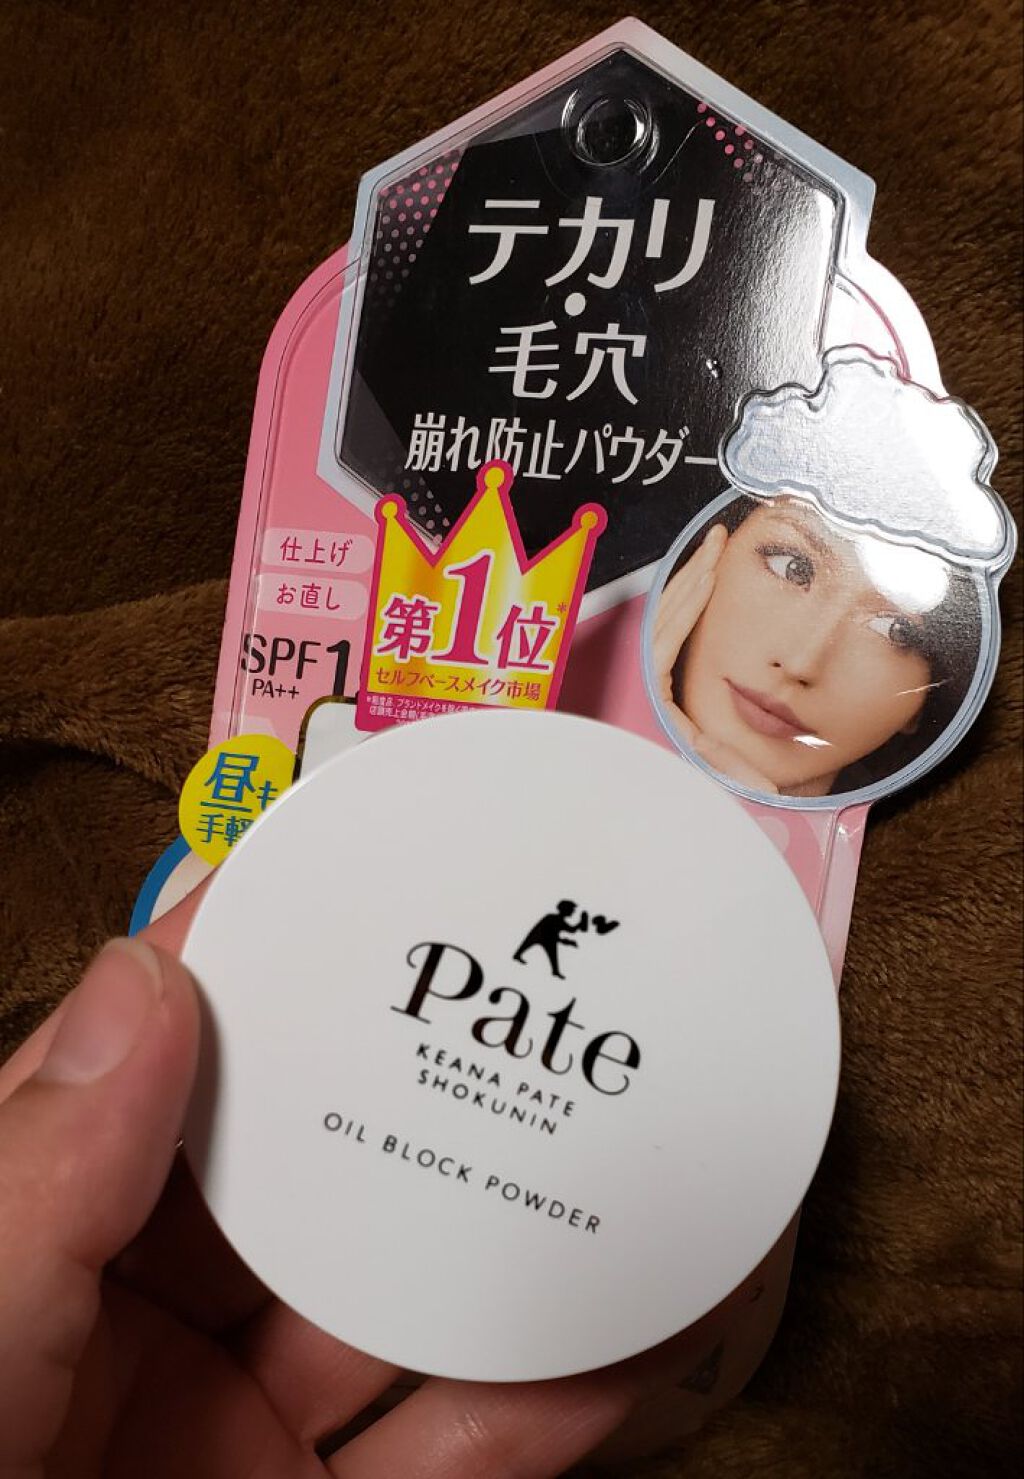 テカリ
・
毛穴
崩れ防止パウダー
仕上げ
お直し
SPF1
PA++
第1位*
セルフベースメイク市場
昼も
手軽
Pate
KEANA PATE
SHOKUNIN
OIL BLOCK POWDER